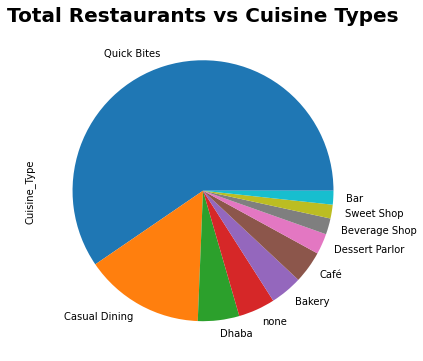 Total Restaurants vs Cuisine Types
Quick Bites
Cuisine_Type
Bar
Sweet Shop
Beverage Shop
Dessert Parlor
Café
Bakery
none
Dhaba
Casual Dining